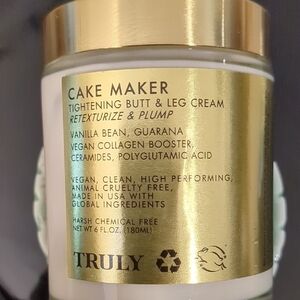 CAKE MAKER
TIGHTENING BUTT & LEG CREAM
RETEXTURIZE & PLUMP
VANILLA BEAN, GUARANA
VEGAN COLLAGEN BOOSTER,
CERAMIDES, POLYGLUTAMIC ACID
VEGAN, CLEAN, HIGH PERFORMING,
ANIMAL CRUELTY FREE,
MADE IN USA WITH
GLOBAL INGREDIENTS
HARSH CHEMICAL FREE
NET WT 6 FL.OZ. (180ML)
TRULY